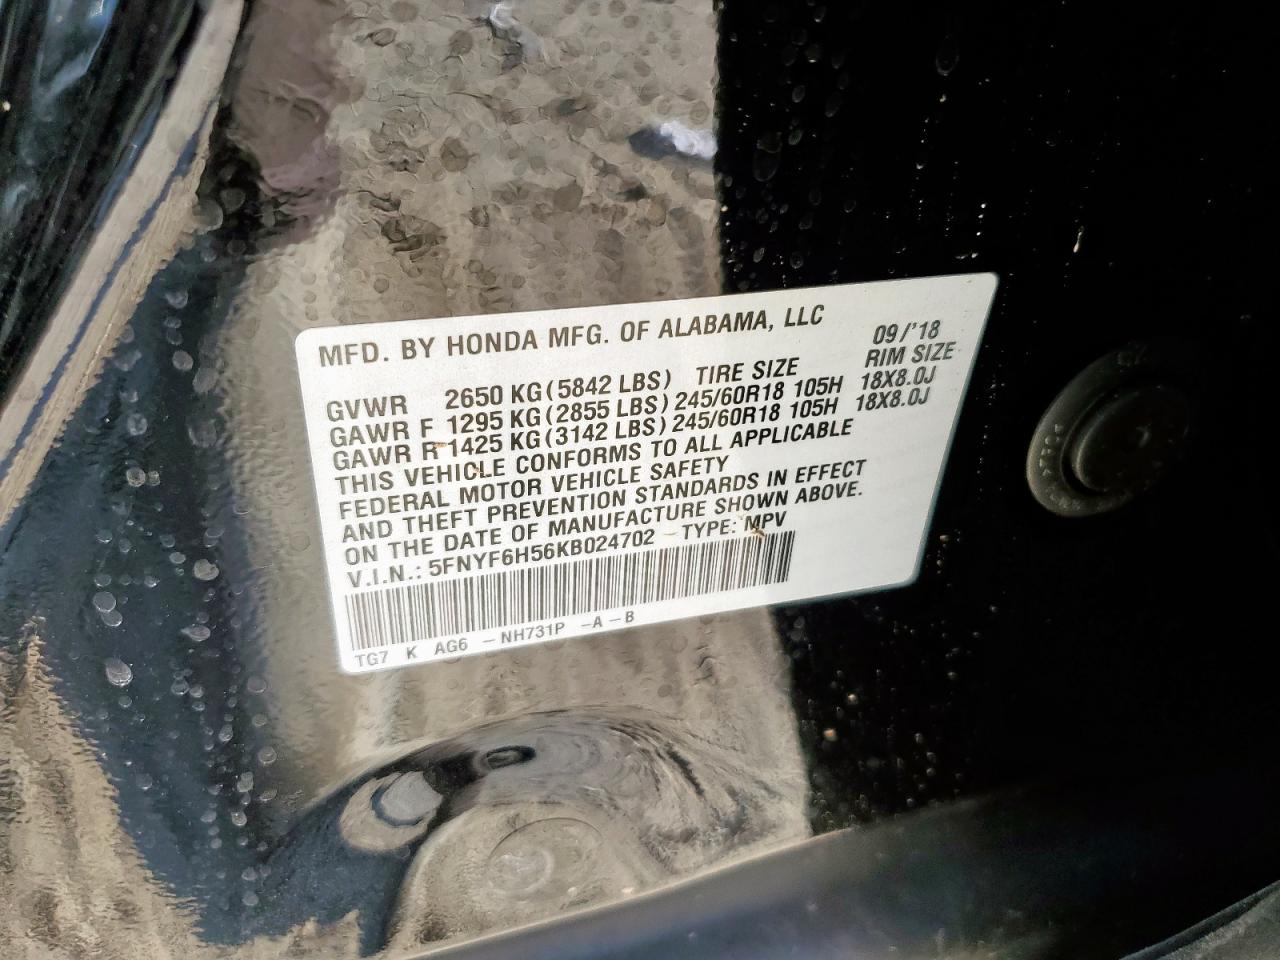 MFD. BY HONDA MFG. OF ALABAMA, LLC 09/'18
TIRE SIZE RIM SIZE
GVWR 2650 KG(5842 LBS)
GAWR F 1295 KG(2855 LBS) 245/60R18 105H 18X8.0J
GAWR R 1425 KG(3142 LBS) 245/60R18 105H 18X8.0J
THIS VEHICLE CONFORMS TO ALL APPLICABLE
FEDERAL MOTOR VEHICLE SAFETY
AND THEFT PREVENTION STANDARDS IN EFFECT
ON THE DATE OF MANUFACTURE SHOWN ABOVE.
V.I.N.: 5FNYF6H56KB024702 TYPE: MPV
TG7 K AG6 - NH731P - A - B